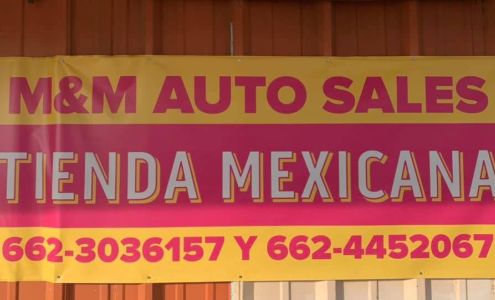 M&M AUTO SALES
TIENDA MEXICANA
662-3036157 Y 662-4452067